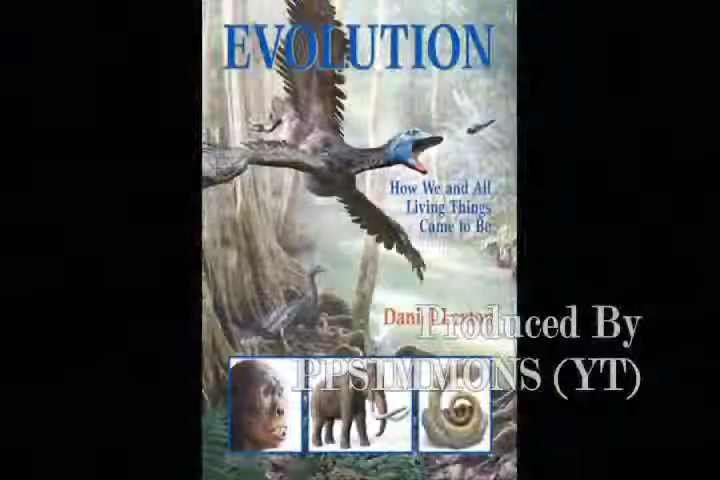 EVOLUTION
How We and All
Living Things
Came to Be
Produced By
PPSIMMONS (YT)